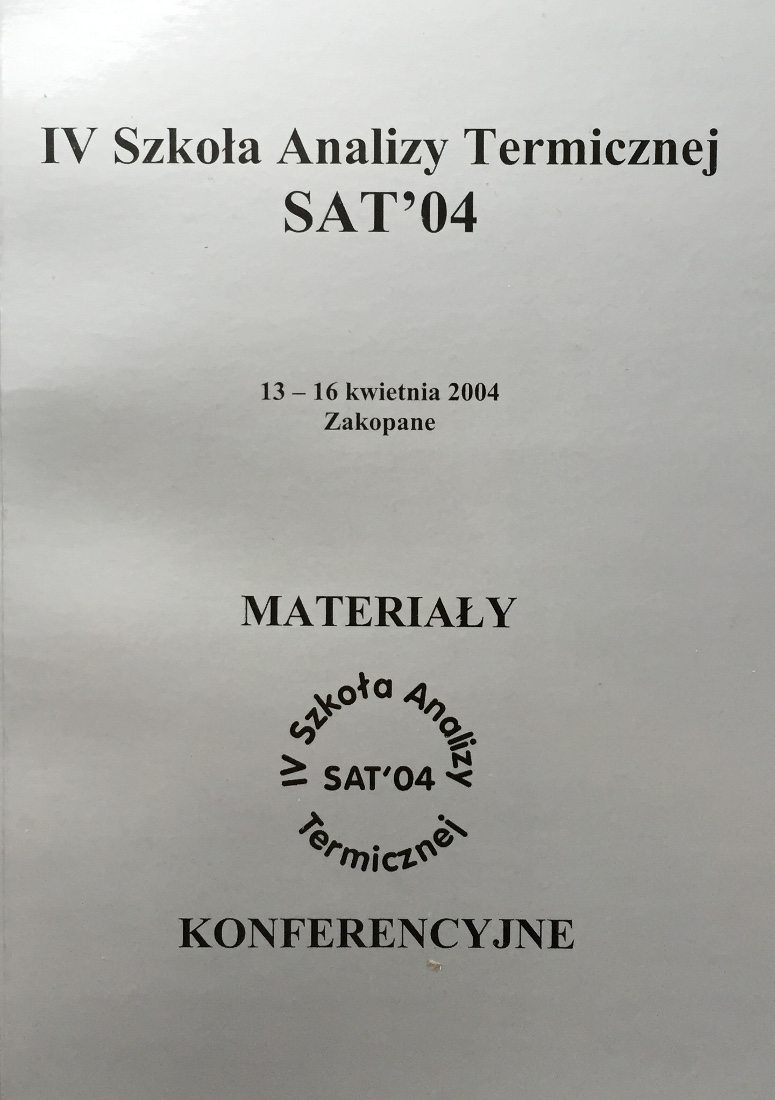 IV Szkoła Analizy Termicznej
SAT’04
13 – 16 kwietnia 2004
Zakopane
MATERIAŁY
IV Szkoła Analizy
SAT'04
Termicznej
KONFERENCYJNE